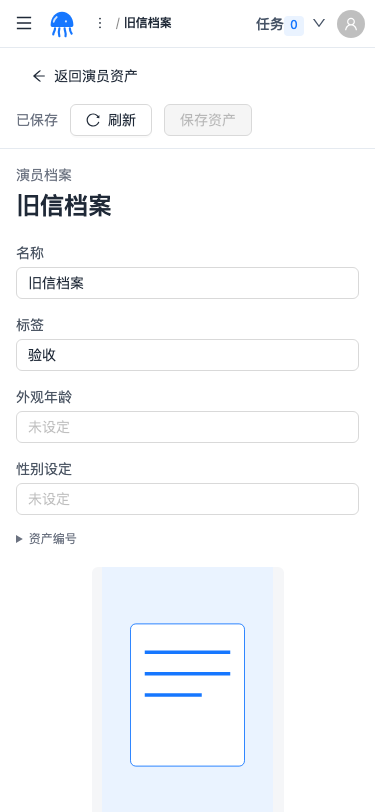 / 旧信档案
任务 0
返回演员资产
已保存 刷新 保存资产
演员档案
旧信档案
名称
旧信档案
标签
验收
外观年龄
未设定
性别设定
未设定
资产编号